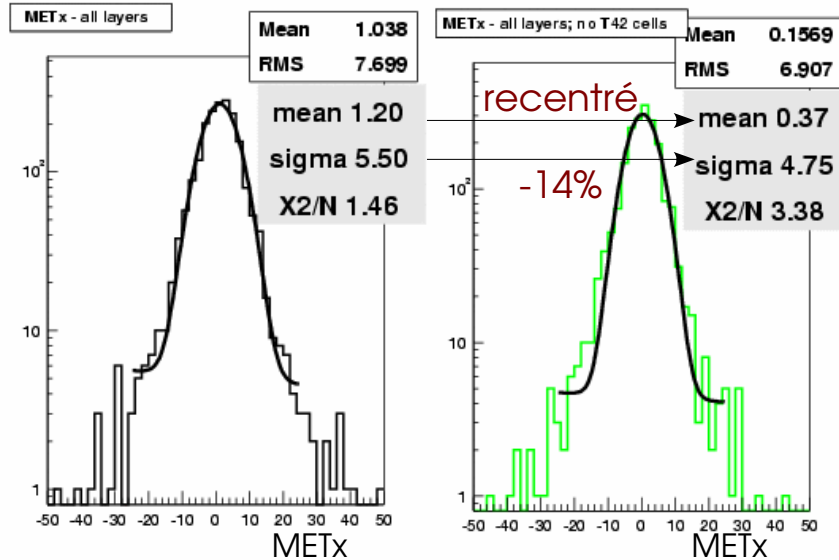 METx - all layers
Mean 1.038
RMS 7.699
mean 1.20
sigma 5.50
X2/N 1.46
10²
10
1
-50 -40 -30 -20 -10 0 10 20 30 40 50
METx
METx - all layers; no T42 cells
Mean 0.1569
RMS 6.907
recentré
mean 0.37
-14%
sigma 4.75
X2/N 3.38
10²
10
1
-50 -40 -30 -20 -10 0 10 20 30 40 50
METx